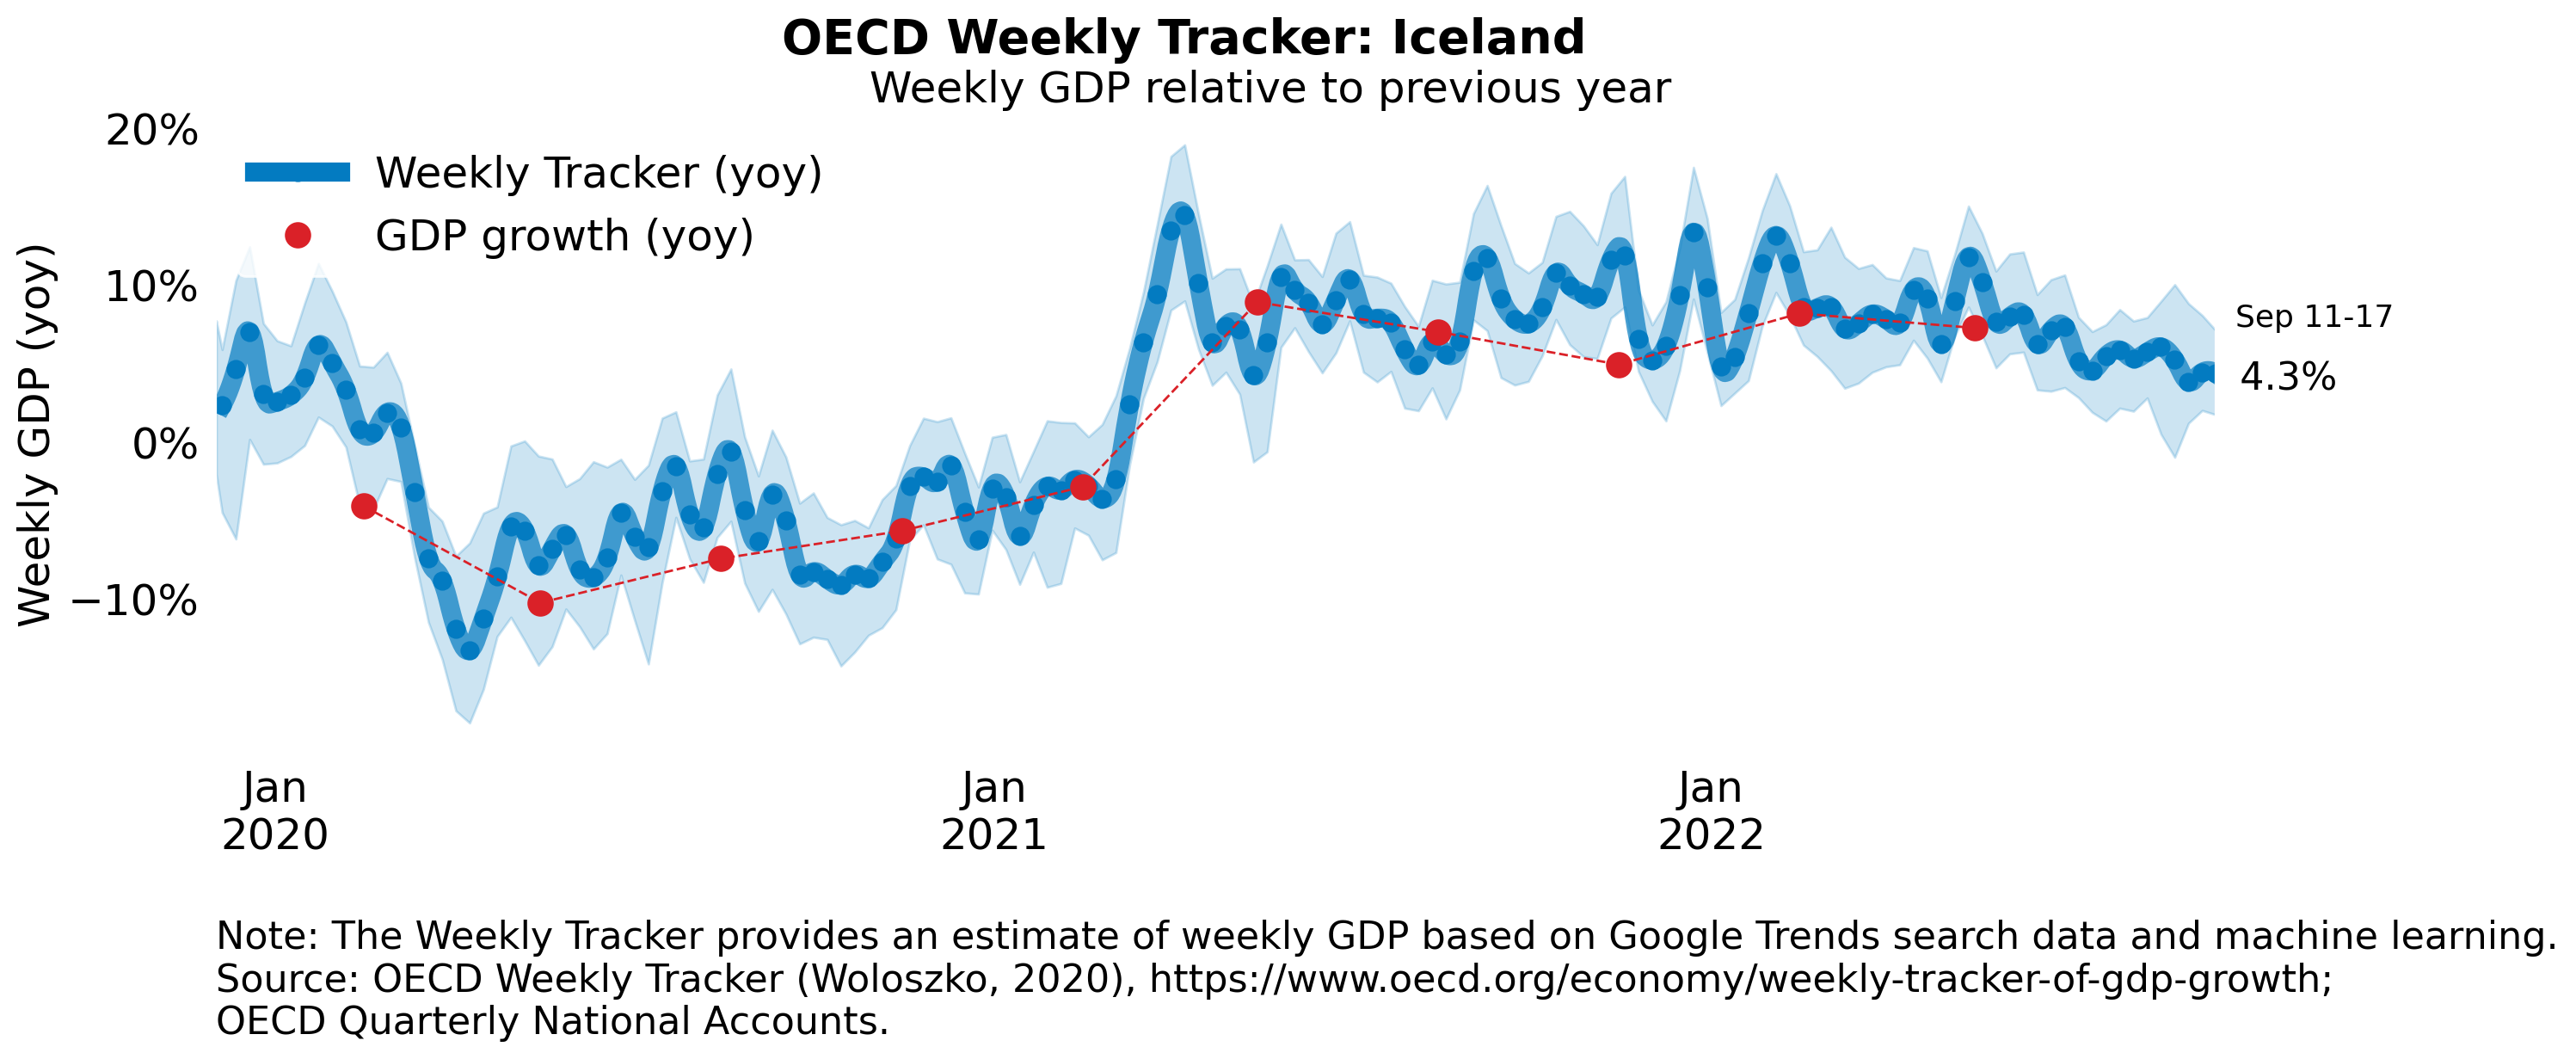 OECD Weekly Tracker: Iceland
Weekly GDP relative to previous year
20%
10%
0%
−10%
Weekly GDP (yoy)
Weekly Tracker (yoy)
GDP growth (yoy)
Sep 11-17
4.3%
Jan
2020
Jan
2021
Jan
2022
Note: The Weekly Tracker provides an estimate of weekly GDP based on Google Trends search data and machine learning.
Source: OECD Weekly Tracker (Woloszko, 2020), https://www.oecd.org/economy/weekly-tracker-of-gdp-growth;
OECD Quarterly National Accounts.